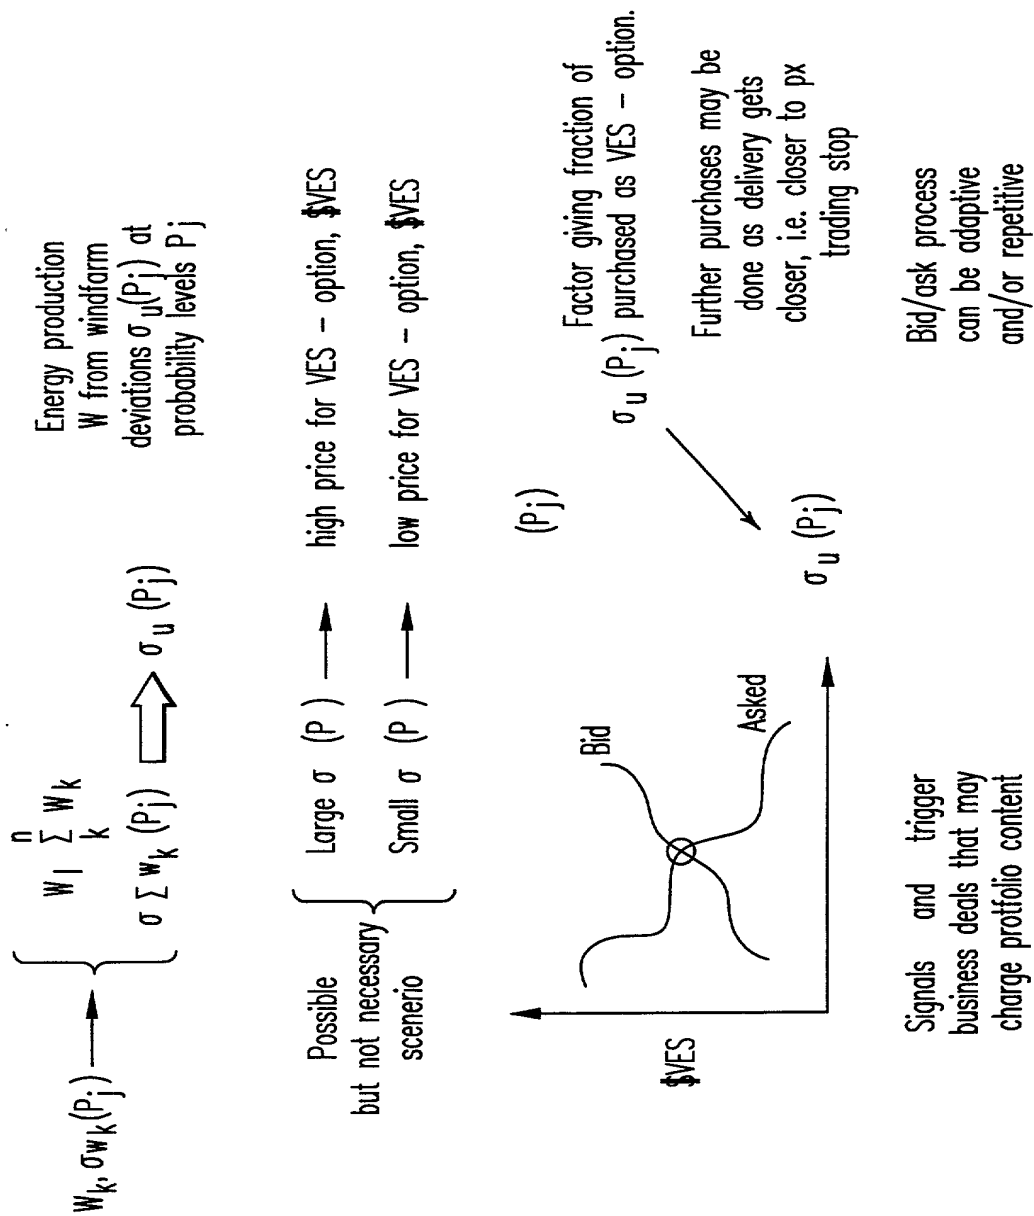 W_k, σ_{W_k}(P_j)
W_l Σ_k^n W_k
σ Σ w_k (P_j)
σ_u (P_j)
Energy production
W from windfarm
deviations σ_u(P_j) at
probability levels P_j
Possible
but not necessary
scenerio
Large σ (P )
high price for VES – option, $VES
Small σ (P )
low price for VES – option, $VES
$VES
Bid
Asked
σ_u (P_j)
(P_j)
Factor giving fraction of
σ_u (P_j) purchased as VES – option.
Further purchases may be
done as delivery gets
closer, i.e. closer to px
trading stop
Signals and trigger
business deals that may
charge protfolio content
Bid/ask process
can be adaptive
and/or repetitive